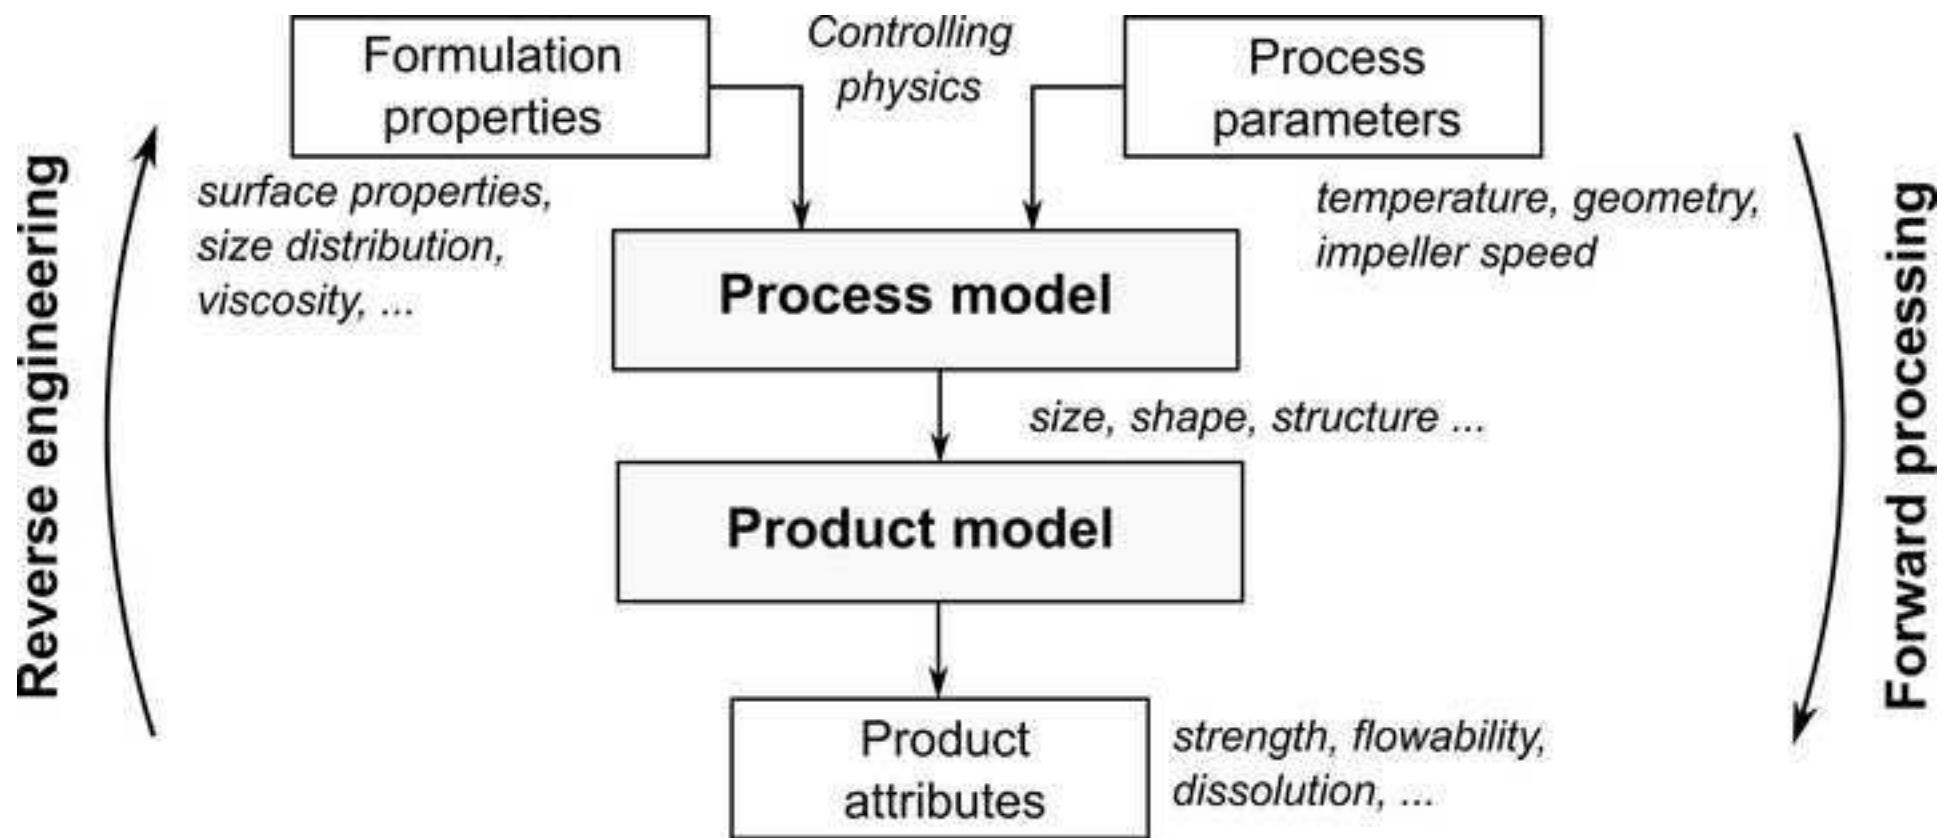 Formulation
properties
Controlling
physics
Process
parameters
surface properties,
size distribution,
viscosity, ...
temperature, geometry,
impeller speed
Process model
size, shape, structure ...
Product model
Product
attributes
strength, flowability,
dissolution, ...
Reverse engineering
Forward processing